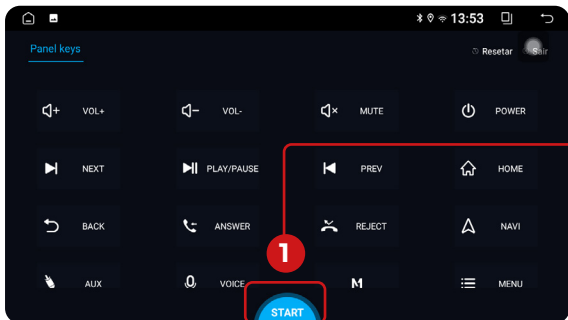 13:53
Panel keys
Resetar Sair
VOL+ VOL- MUTE POWER
NEXT PLAY/PAUSE PREV HOME
BACK ANSWER REJECT NAVI
1
AUX VOICE M MENU
START